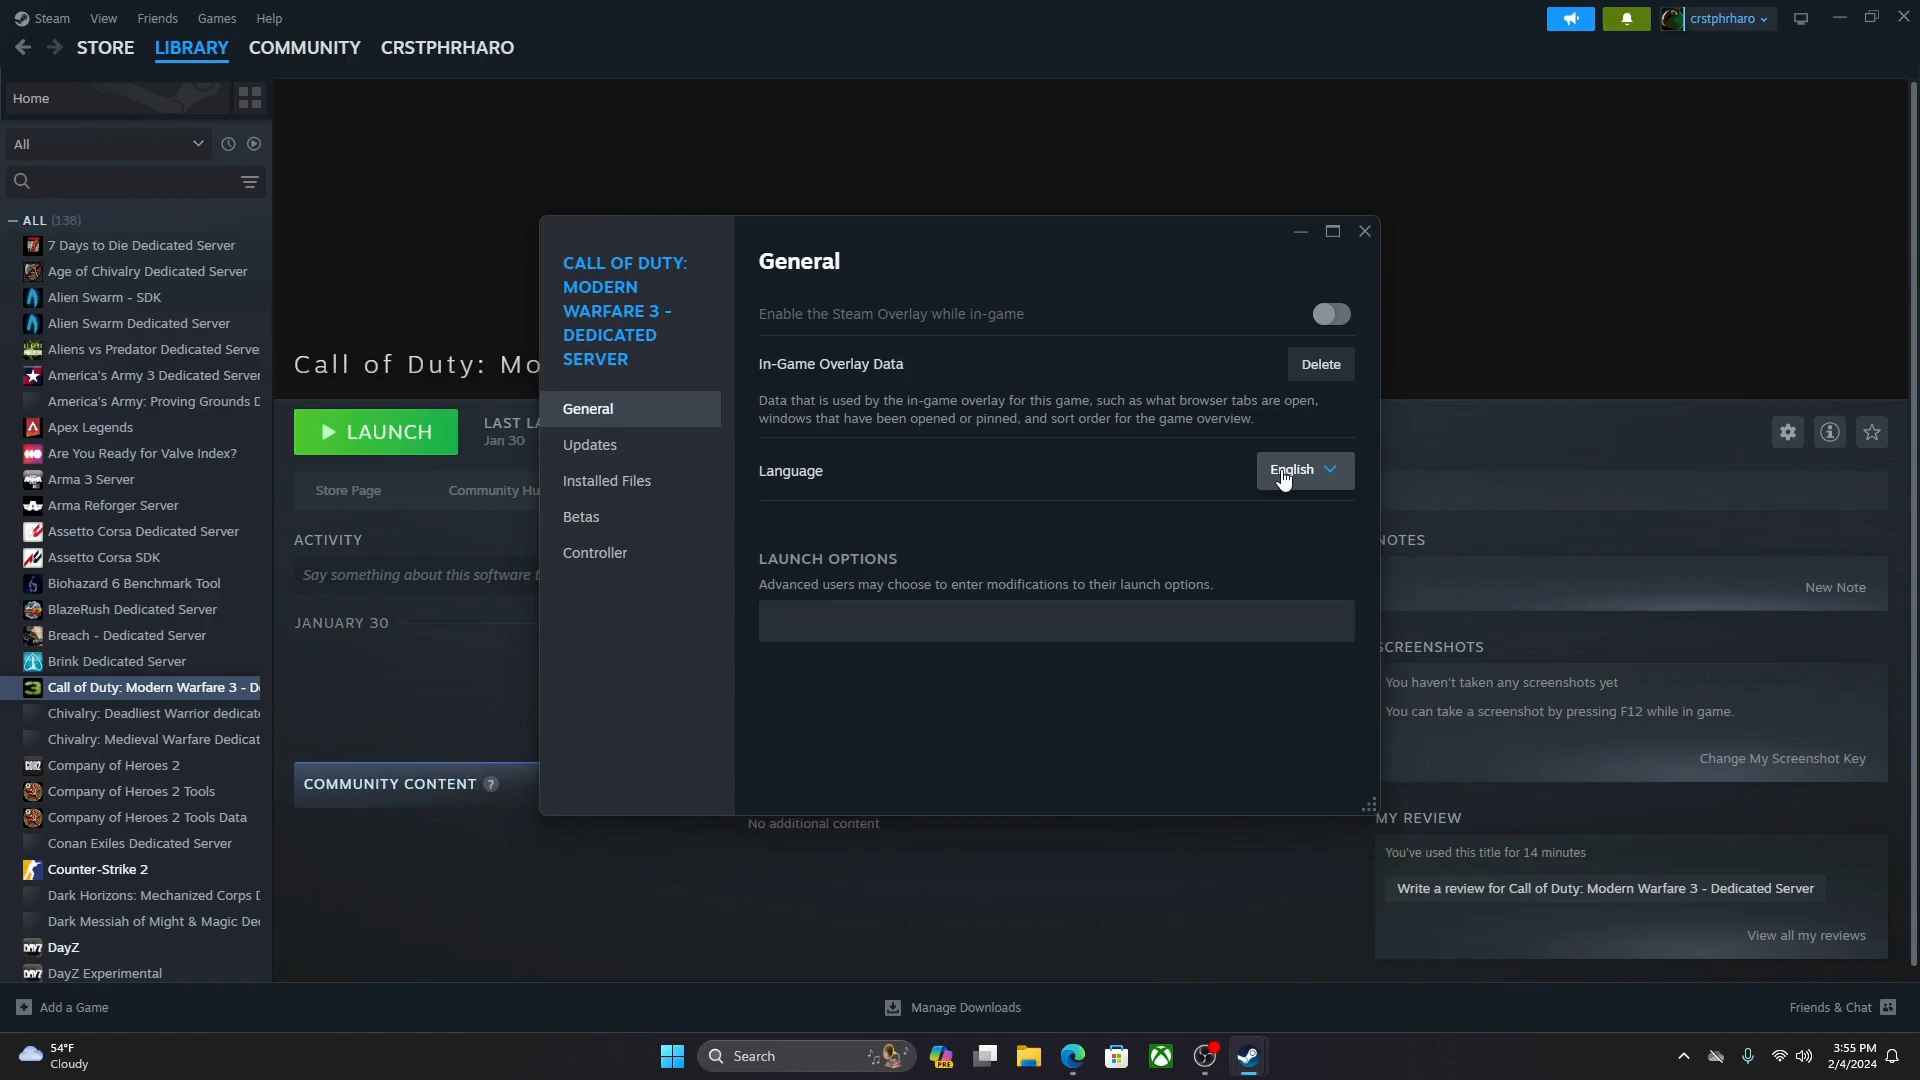 Steam View Friends Games Help
crstphrharo
STORE LIBRARY COMMUNITY CRSTPHRHARO
Home
All
ALL (138)
7 Days to Die Dedicated Server
Age of Chivalry Dedicated Server
Alien Swarm - SDK
Alien Swarm Dedicated Server
Aliens vs Predator Dedicated Serve
America's Army 3 Dedicated Server
America's Army: Proving Grounds D
Apex Legends
Are You Ready for Valve Index?
Arma 3 Server
Arma Reforger Server
Assetto Corsa Dedicated Server
Assetto Corsa SDK
Biohazard 6 Benchmark Tool
BlazeRush Dedicated Server
Breach - Dedicated Server
Brink Dedicated Server
Call of Duty: Modern Warfare 3 - De
Chivalry: Deadliest Warrior dedicate
Chivalry: Medieval Warfare Dedicat
Company of Heroes 2
Company of Heroes 2 Tools
Company of Heroes 2 Tools Data
Conan Exiles Dedicated Server
Counter-Strike 2
Dark Horizons: Mechanized Corps D
Dark Messiah of Might & Magic Dec
DayZ
DayZ Experimental
Call of Duty: Mo
LAUNCH
LAST LA
Jan 30
Store Page Community Hu
ACTIVITY
Say something about this software t
JANUARY 30
COMMUNITY CONTENT ?
CALL OF DUTY:
MODERN
WARFARE 3 -
DEDICATED
SERVER
General
Updates
Installed Files
Betas
Controller
General
Enable the Steam Overlay while in-game
In-Game Overlay Data
Delete
Data that is used by the in-game overlay for this game, such as what browser tabs are open,
windows that have been opened or pinned, and sort order for the game overview.
Language
English
LAUNCH OPTIONS
Advanced users may choose to enter modifications to their launch options.
No additional content
NOTES
New Note
SCREENSHOTS
You haven't taken any screenshots yet
You can take a screenshot by pressing F12 while in game.
Change My Screenshot Key
MY REVIEW
You've used this title for 14 minutes
Write a review for Call of Duty: Modern Warfare 3 - Dedicated Server
View all my reviews
Add a Game
Manage Downloads
Friends & Chat
54°F
Cloudy
Search
PRE
3:55 PM
2/4/2024